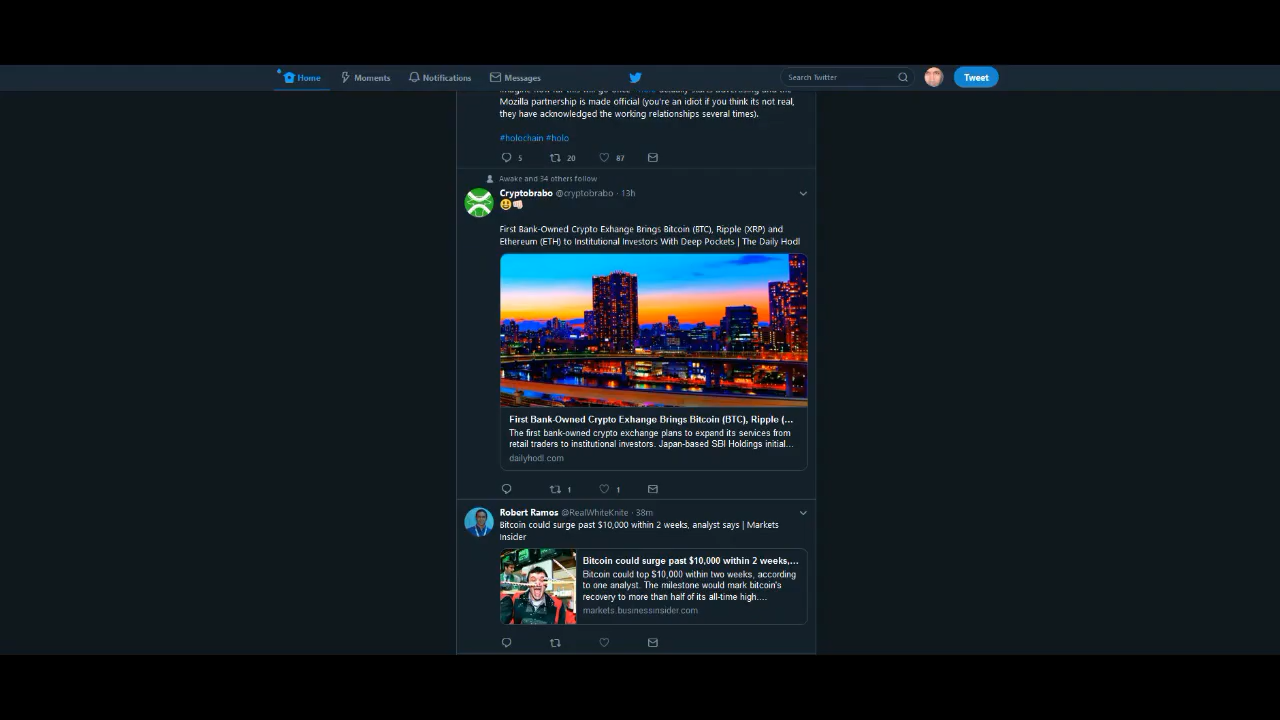 Home Moments Notifications Messages Search Twitter Tweet
Mozilla partnership is made official (you're an idiot if you think its not real,
they have acknowledged the working relationships several times).
#holochain #holo
5 20 87
Awake and 34 others follow
Cryptobrabo @cryptobrabo · 13h
First Bank-Owned Crypto Exhange Brings Bitcoin (BTC), Ripple (XRP) and
Ethereum (ETH) to Institutional Investors With Deep Pockets | The Daily Hodl
First Bank-Owned Crypto Exhange Brings Bitcoin (BTC), Ripple (...
The first bank-owned crypto exchange plans to expand its services from
retail traders to institutional investors. Japan-based SBI Holdings initial...
dailyhodl.com
1 1
Robert Ramos @RealWhiteKnite · 38m
Bitcoin could surge past $10,000 within 2 weeks, analyst says | Markets
Insider
Bitcoin could surge past $10,000 within 2 weeks,...
Bitcoin could top $10,000 within two weeks, according
to one analyst. The milestone would mark bitcoin's
recovery to more than half of its all-time high....
markets.businessinsider.com